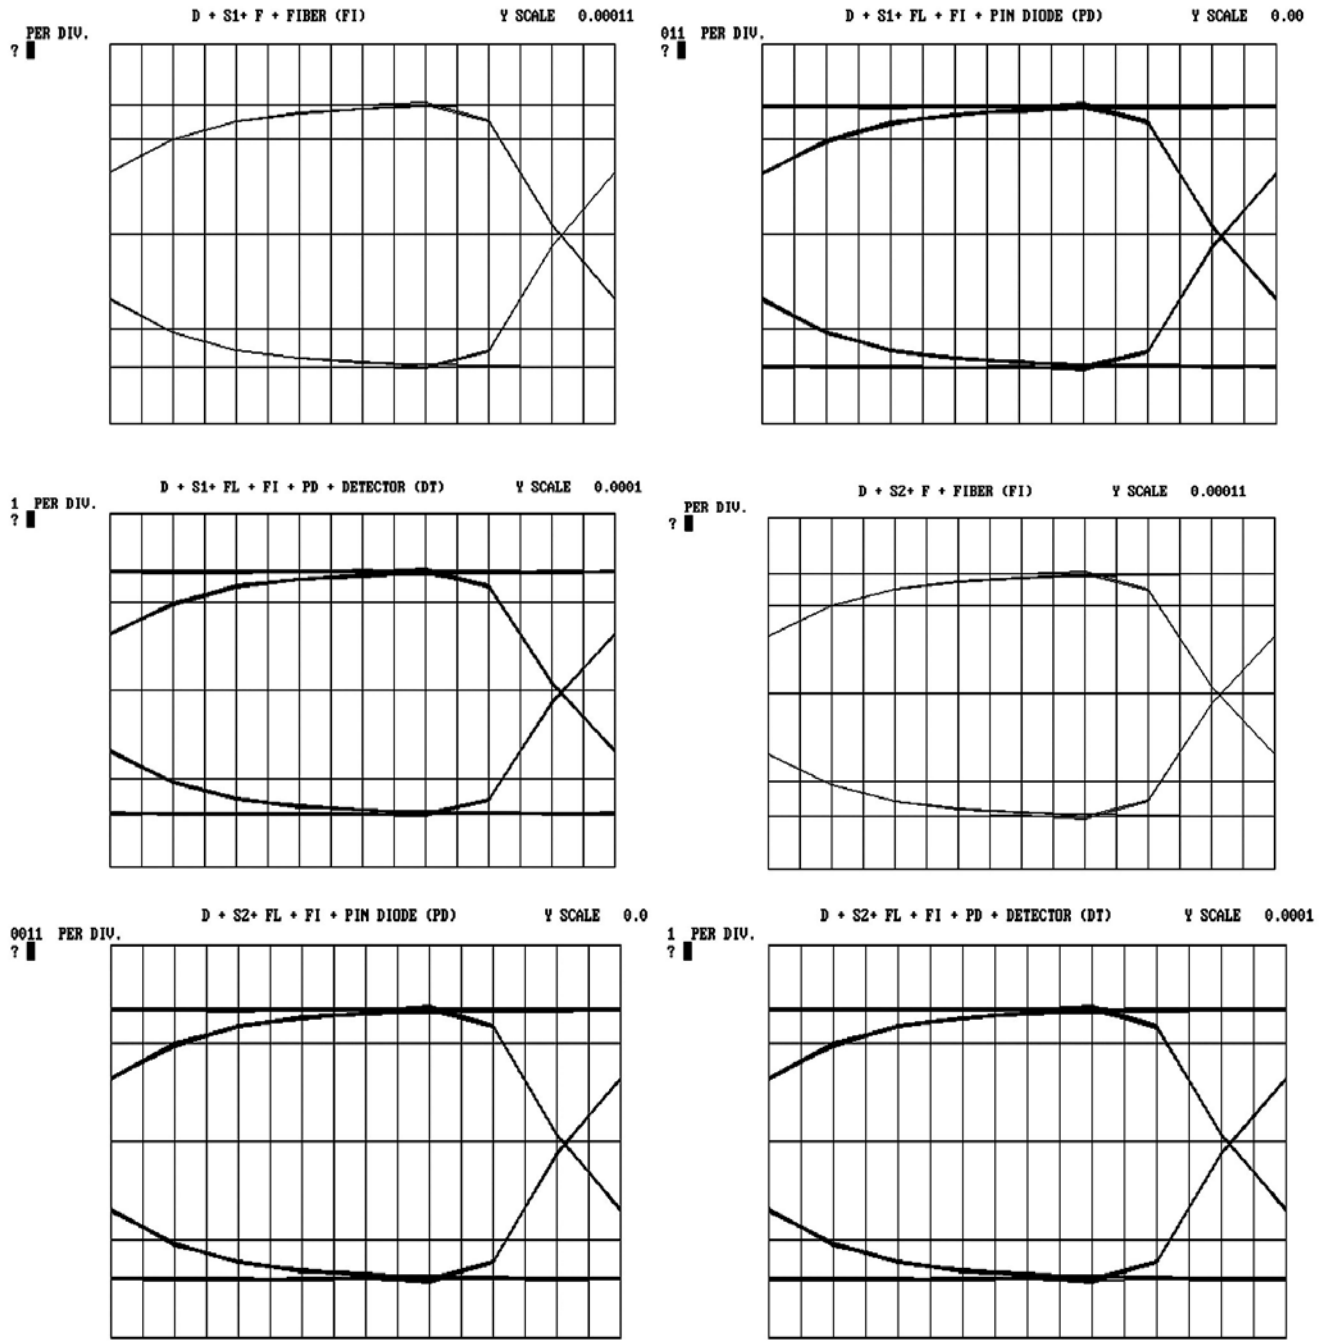 D + S1+ F + FIBER (FI) Y SCALE 0.00011
PER DIV.
?
D + S1+ FL + FI + PIN DIODE (PD) Y SCALE 0.00
011 PER DIV.
?
D + S1+ FL + FI + PD + DETECTOR (DT) Y SCALE 0.0001
1 PER DIV.
?
D + S2+ F + FIBER (FI) Y SCALE 0.00011
PER DIV.
?
D + S2+ FL + FI + PIN DIODE (PD) Y SCALE 0.0
0011 PER DIV.
?
D + S2+ FL + FI + PD + DETECTOR (DT) Y SCALE 0.0001
1 PER DIV.
?